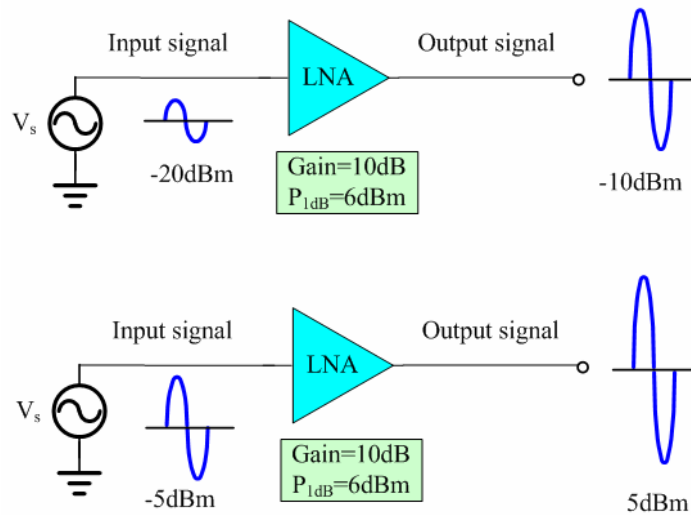 Input signal
Output signal
LNA
Vs
-20dBm
Gain=10dB
P1dB=6dBm
-10dBm
Input signal
Output signal
LNA
Vs
-5dBm
Gain=10dB
P1dB=6dBm
5dBm